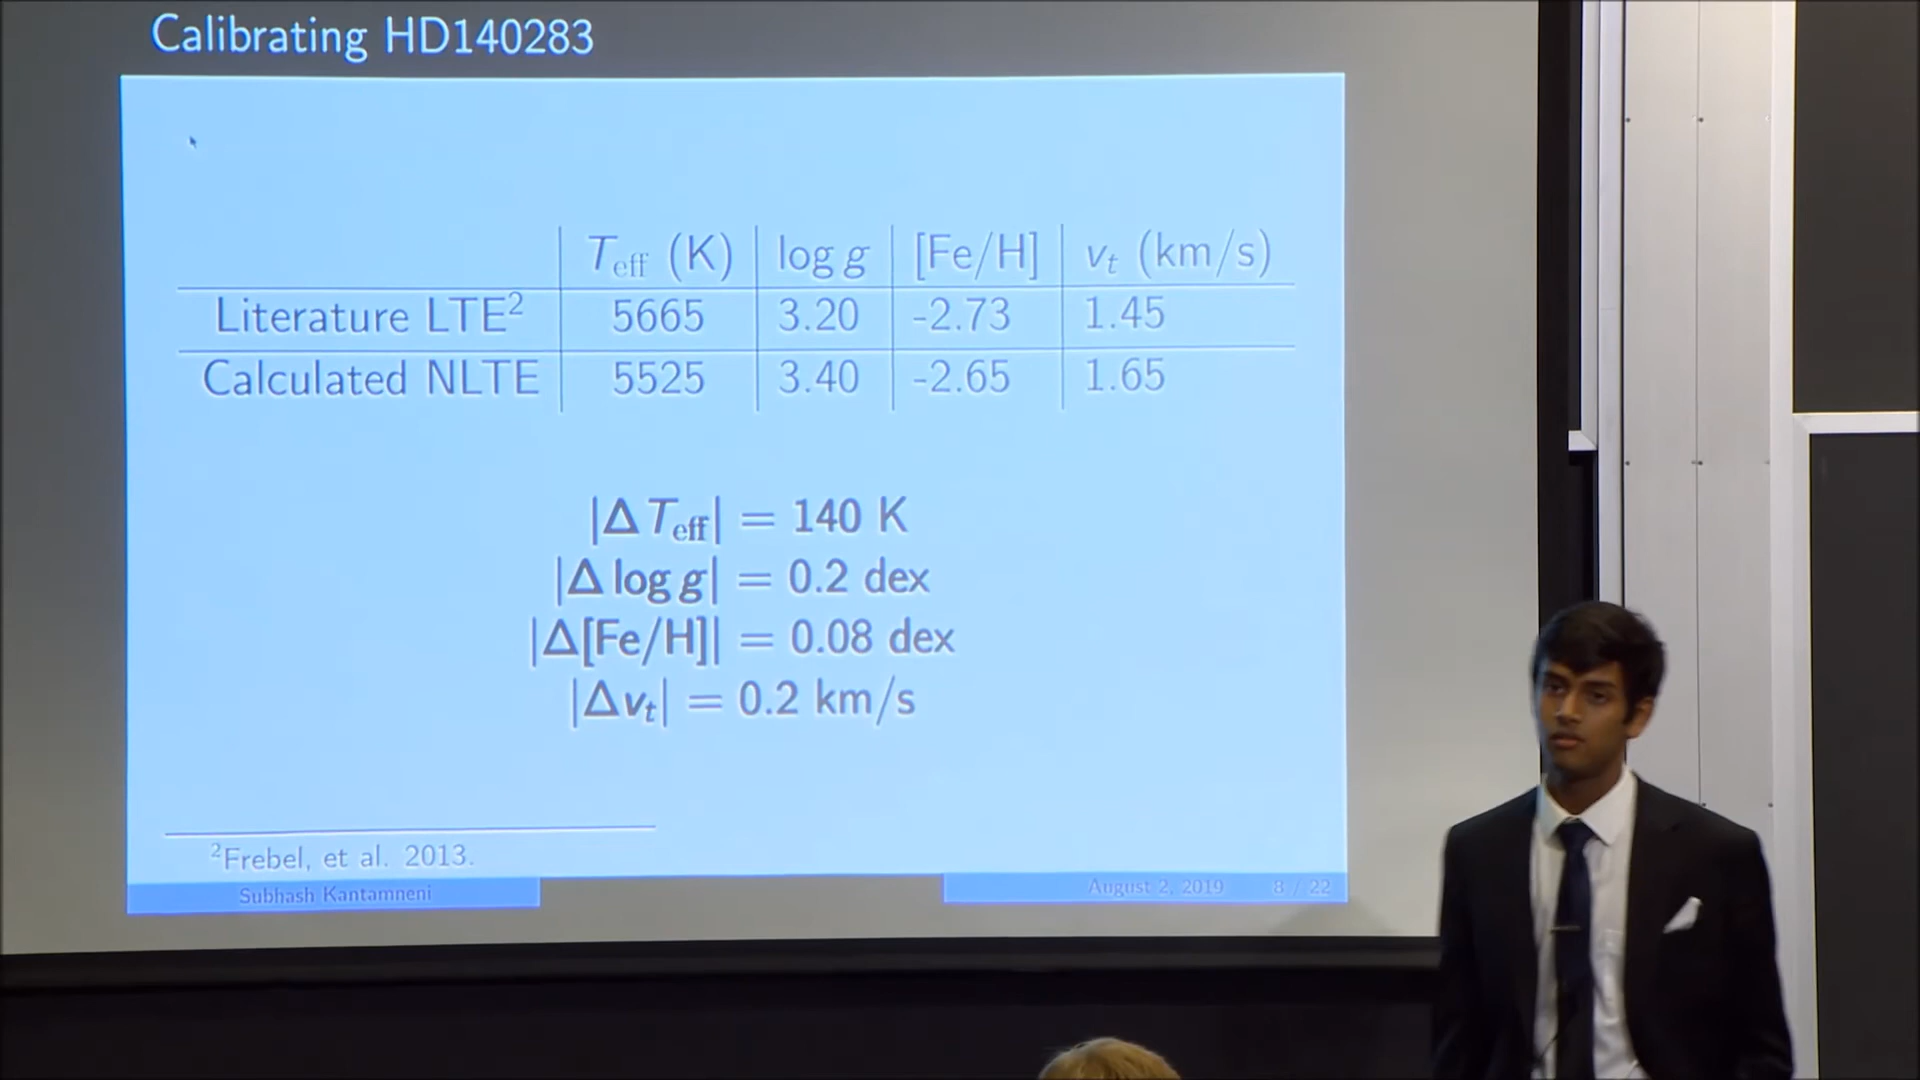 Calibrating HD140283
T_eff (K) log g [Fe/H] v_t (km/s)
Literature LTE² 5665 3.20 -2.73 1.45
Calculated NLTE 5525 3.40 -2.65 1.65
|Δ T_eff| = 140 K
|Δ log g| = 0.2 dex
|Δ[Fe/H]| = 0.08 dex
|Δv_t| = 0.2 km/s
²Frebel, et al. 2013.
Subhash Kantamneni August 2, 2019 8 / 22